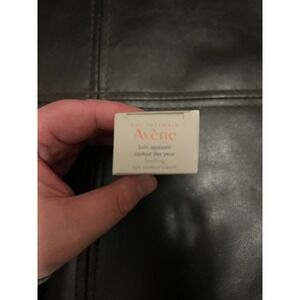 EAU THERMALE
Avène
Soin apaisant
contour des yeux
Soothing
eye contour cream